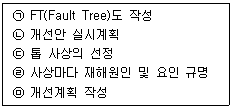 ㉠ FT(Fault Tree)도 작성
㉡ 개선안 실시계획
㉢ 톱 사상의 선정
㉣ 사상마다 재해원인 및 요인 규명
㉤ 개선계획 작성